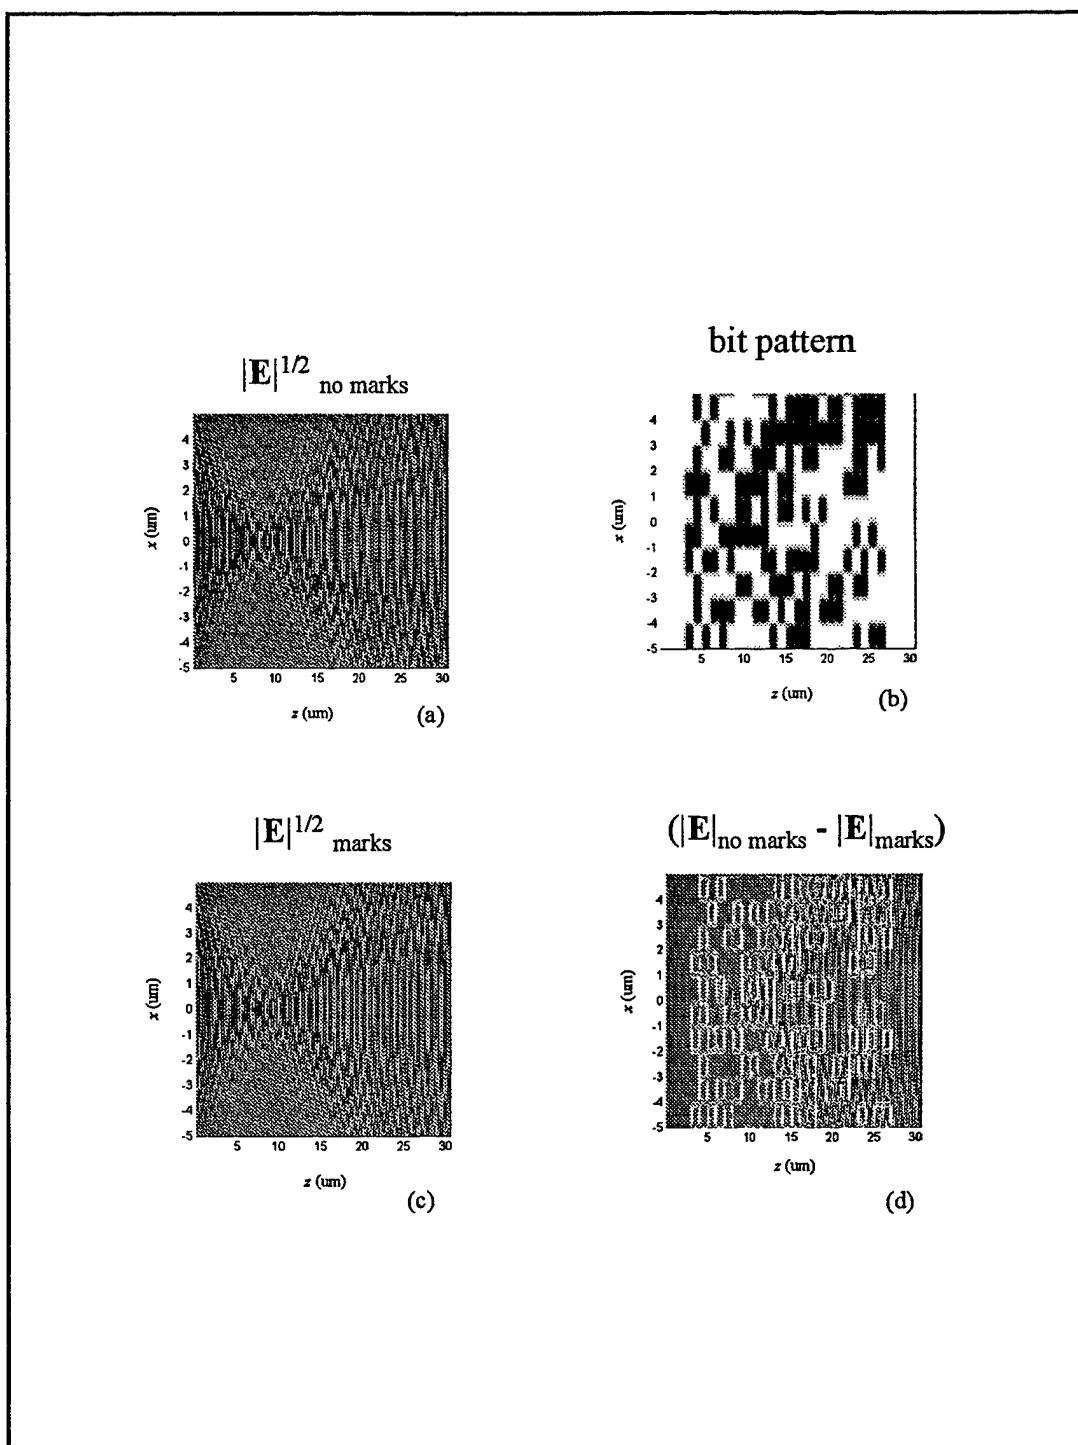 |E|^1/2 no marks
4
3
2
1
0
-1
-2
-3
-4
-5
x (um)
5 10 15 20 25 30
z (um)
(a)
bit pattern
4
3
2
1
0
-1
-2
-3
-4
-5
x (um)
5 10 15 20 25 30
z (um)
(b)
|E|^1/2 marks
4
3
2
1
0
-1
-2
-3
-4
-5
x (um)
5 10 15 20 25 30
z (um)
(c)
(|E|no marks - |E|marks)
4
3
2
1
0
-1
-2
-3
-4
-5
x (um)
5 10 15 20 25 30
z (um)
(d)